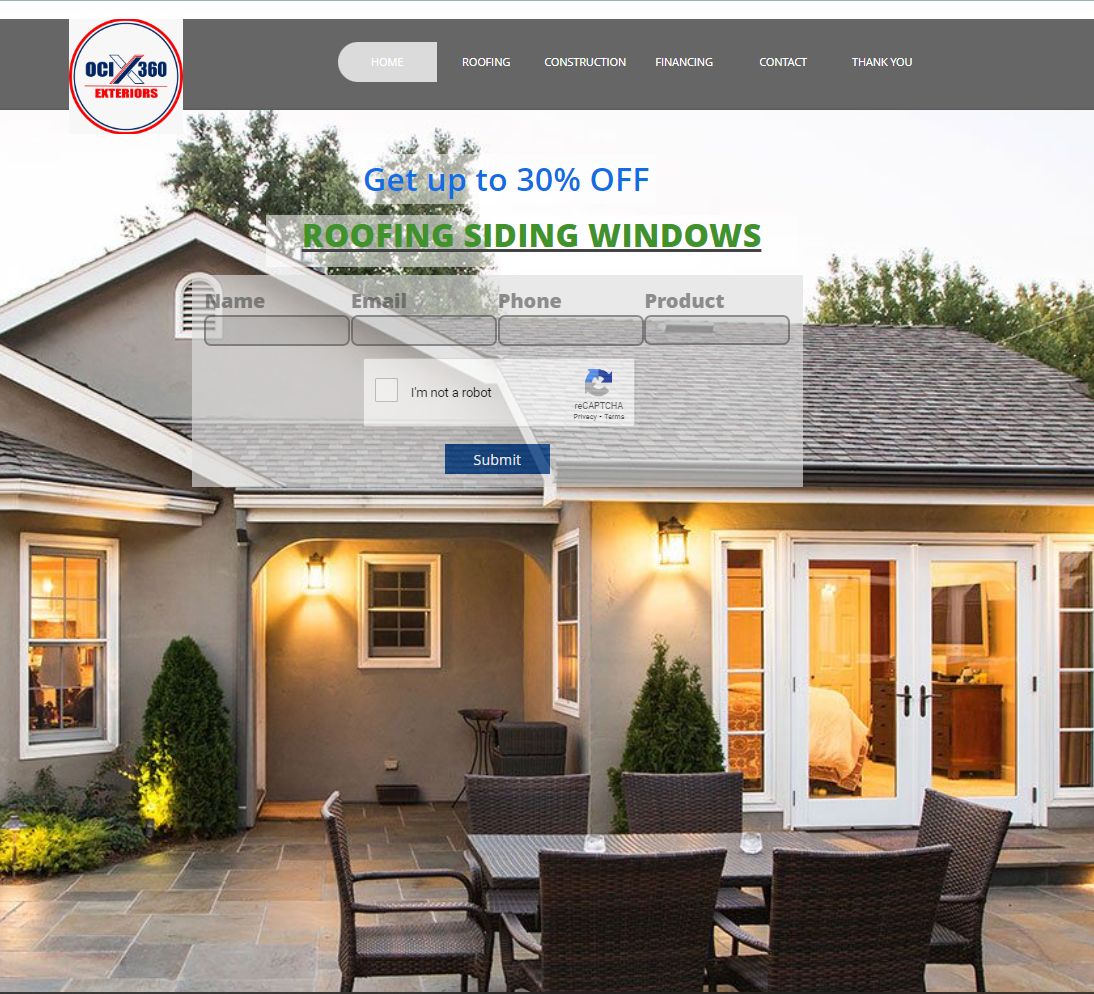 OCI X 360
EXTERIORS
HOME
ROOFING
CONSTRUCTION
FINANCING
CONTACT
THANK YOU
Get up to 30% OFF
ROOFING SIDING WINDOWS
Name
Email
Phone
Product
I'm not a robot
reCAPTCHA
Privacy - Terms
Submit